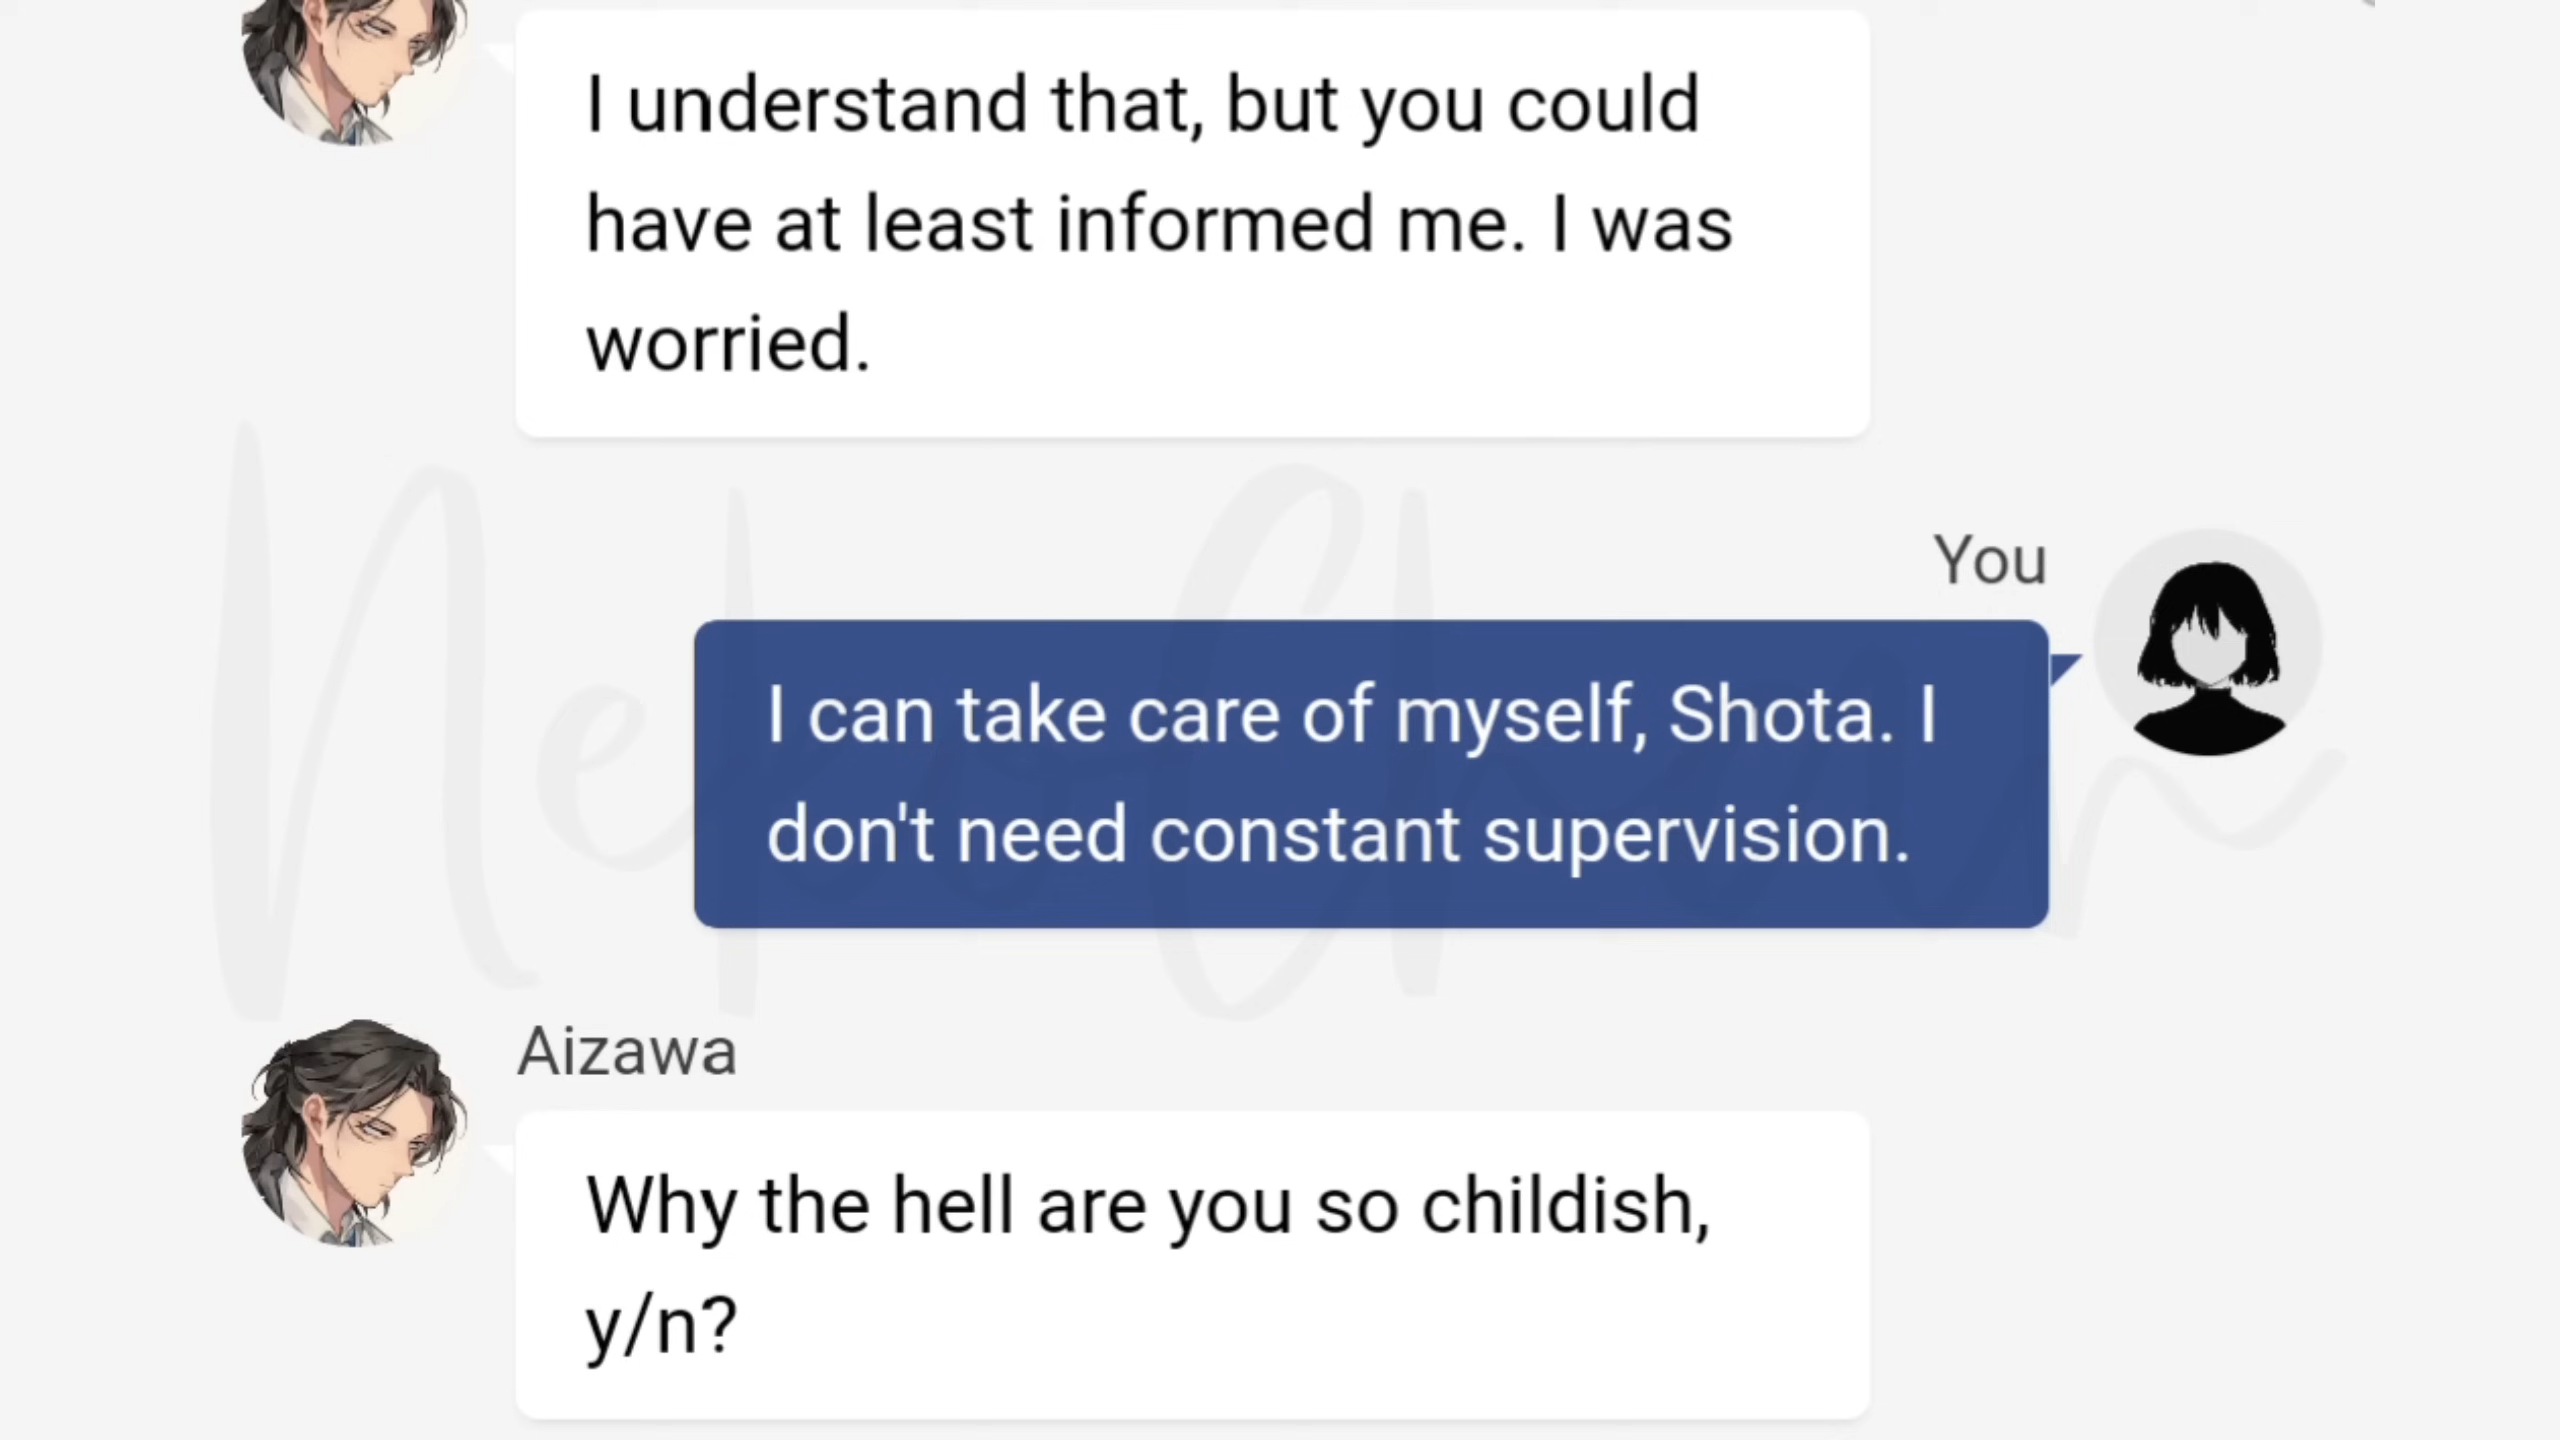 I understand that, but you could
have at least informed me. I was
worried.
You
I can take care of myself, Shota. I
don't need constant supervision.
Aizawa
Why the hell are you so childish,
y/n?